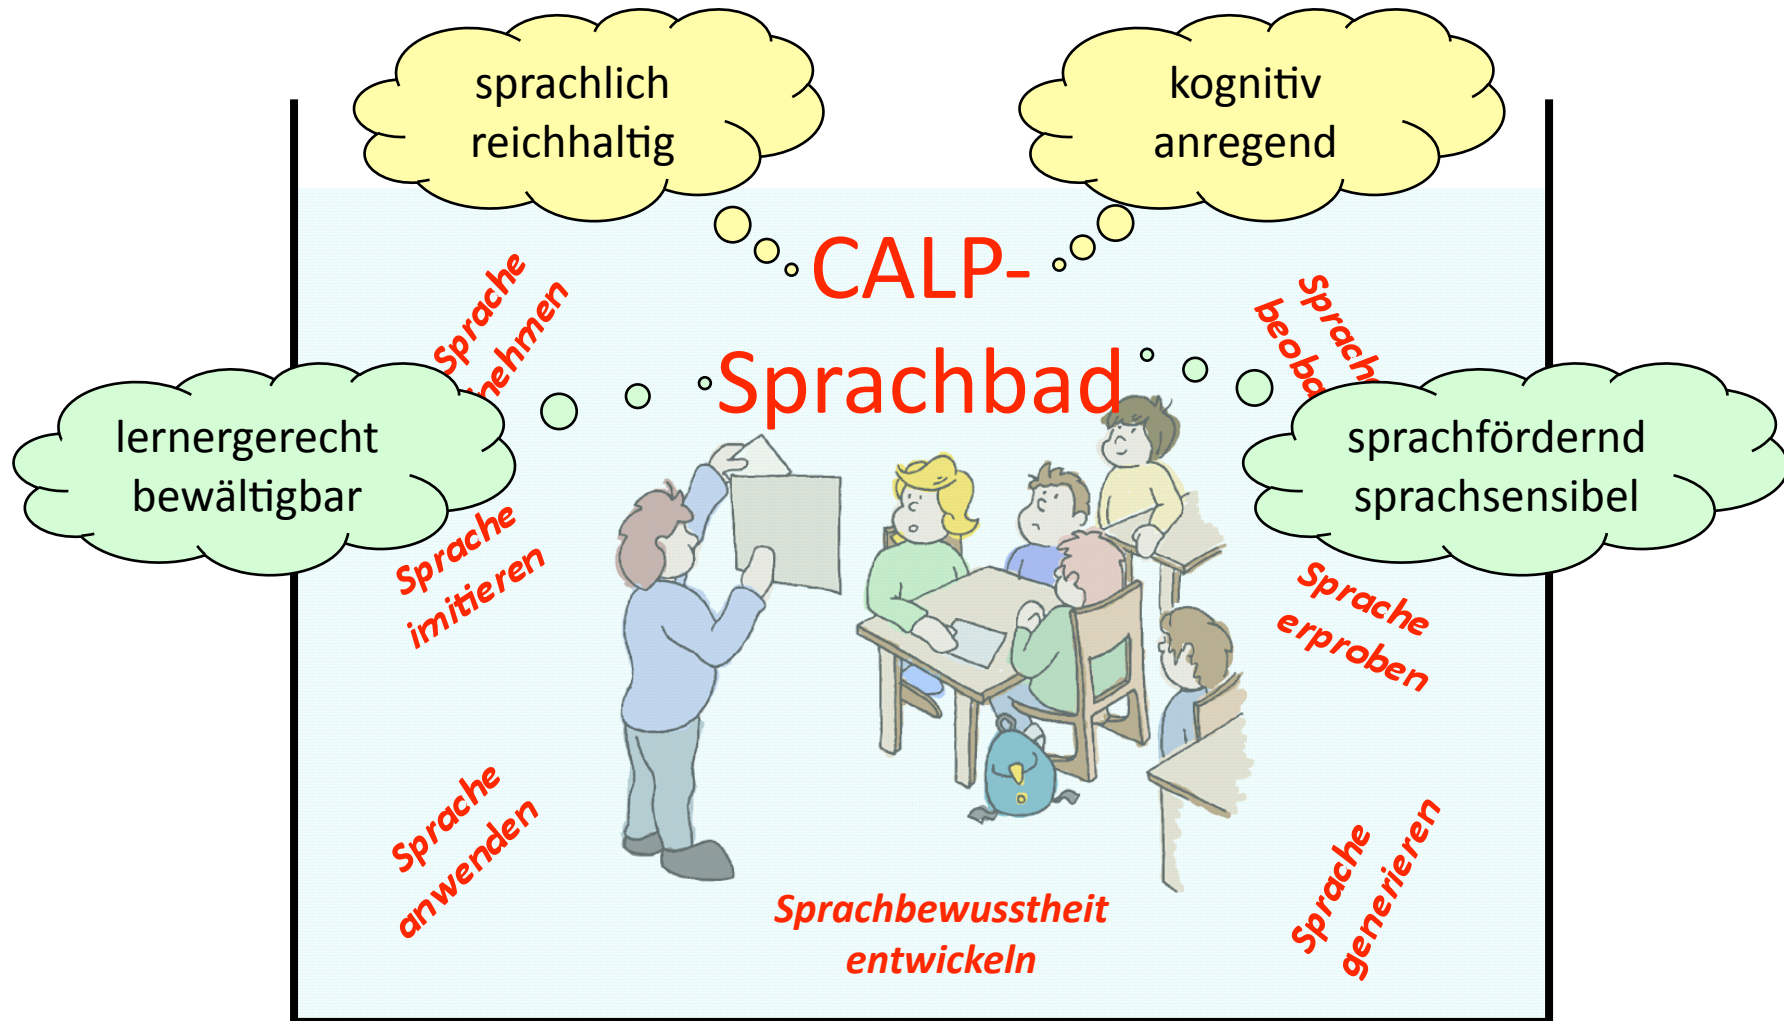 sprachlich
reichhaltig
kognitiv
anregend
CALP-
Sprachbad
Sprache
Sprache
lernergerecht
bewältigbar
sprachfördernd
sprachsensibel
Sprache
imitieren
Sprache
erproben
Sprache
anwenden
Sprachbewusstheit
entwickeln
Sprache
generieren